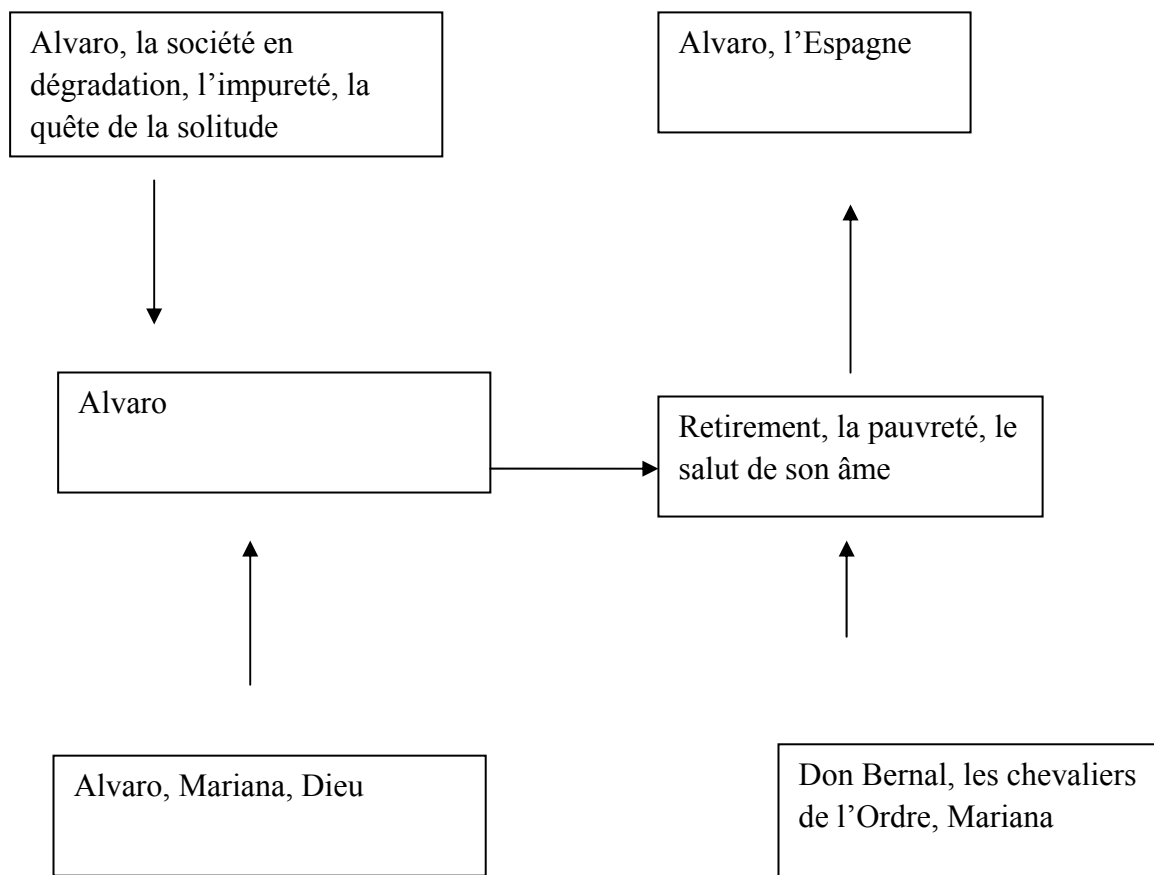 Alvaro, la société en
dégradation, l’impureté, la
quête de la solitude
Alvaro, l’Espagne
Alvaro
Retirement, la pauvreté, le
salut de son âme
Alvaro, Mariana, Dieu
Don Bernal, les chevaliers
de l’Ordre, Mariana